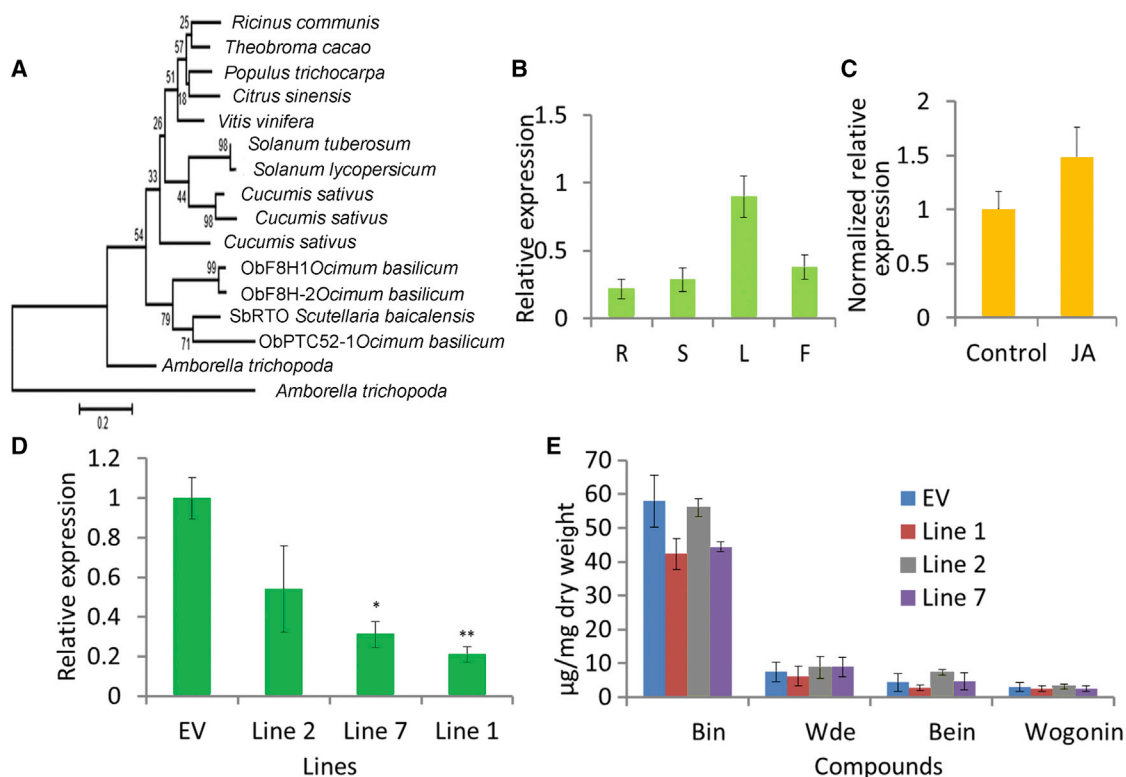 A
25
Ricinus communis
57
Theobroma cacao
51
Populus trichocarpa
18
Citrus sinensis
26
Vitis vinifera
98
Solanum tuberosum
33
Solanum lycopersicum
44
Cucumis sativus
98
Cucumis sativus
54
Cucumis sativus
99
ObF8H1Ocimum basilicum
ObF8H-2Ocimum basilicum
79
SbRTO Scutellaria baicalensis
71
ObPTC52-1Ocimum basilicum
Amborella trichopoda
Amborella trichopoda
0.2
B
Relative expression
1.5
1
0.5
0
R S L F
C
Normalized relative
expression
2
1.5
1
0.5
0
Control JA
D
Relative expression
1.2
1
0.8
0.6
0.4
0.2
0
*
**
EV Line 2 Line 7 Line 1
Lines
E
µg/mg dry weight
70
60
50
40
30
20
10
0
EV
Line 1
Line 2
Line 7
Bin Wde Bein Wogonin
Compounds